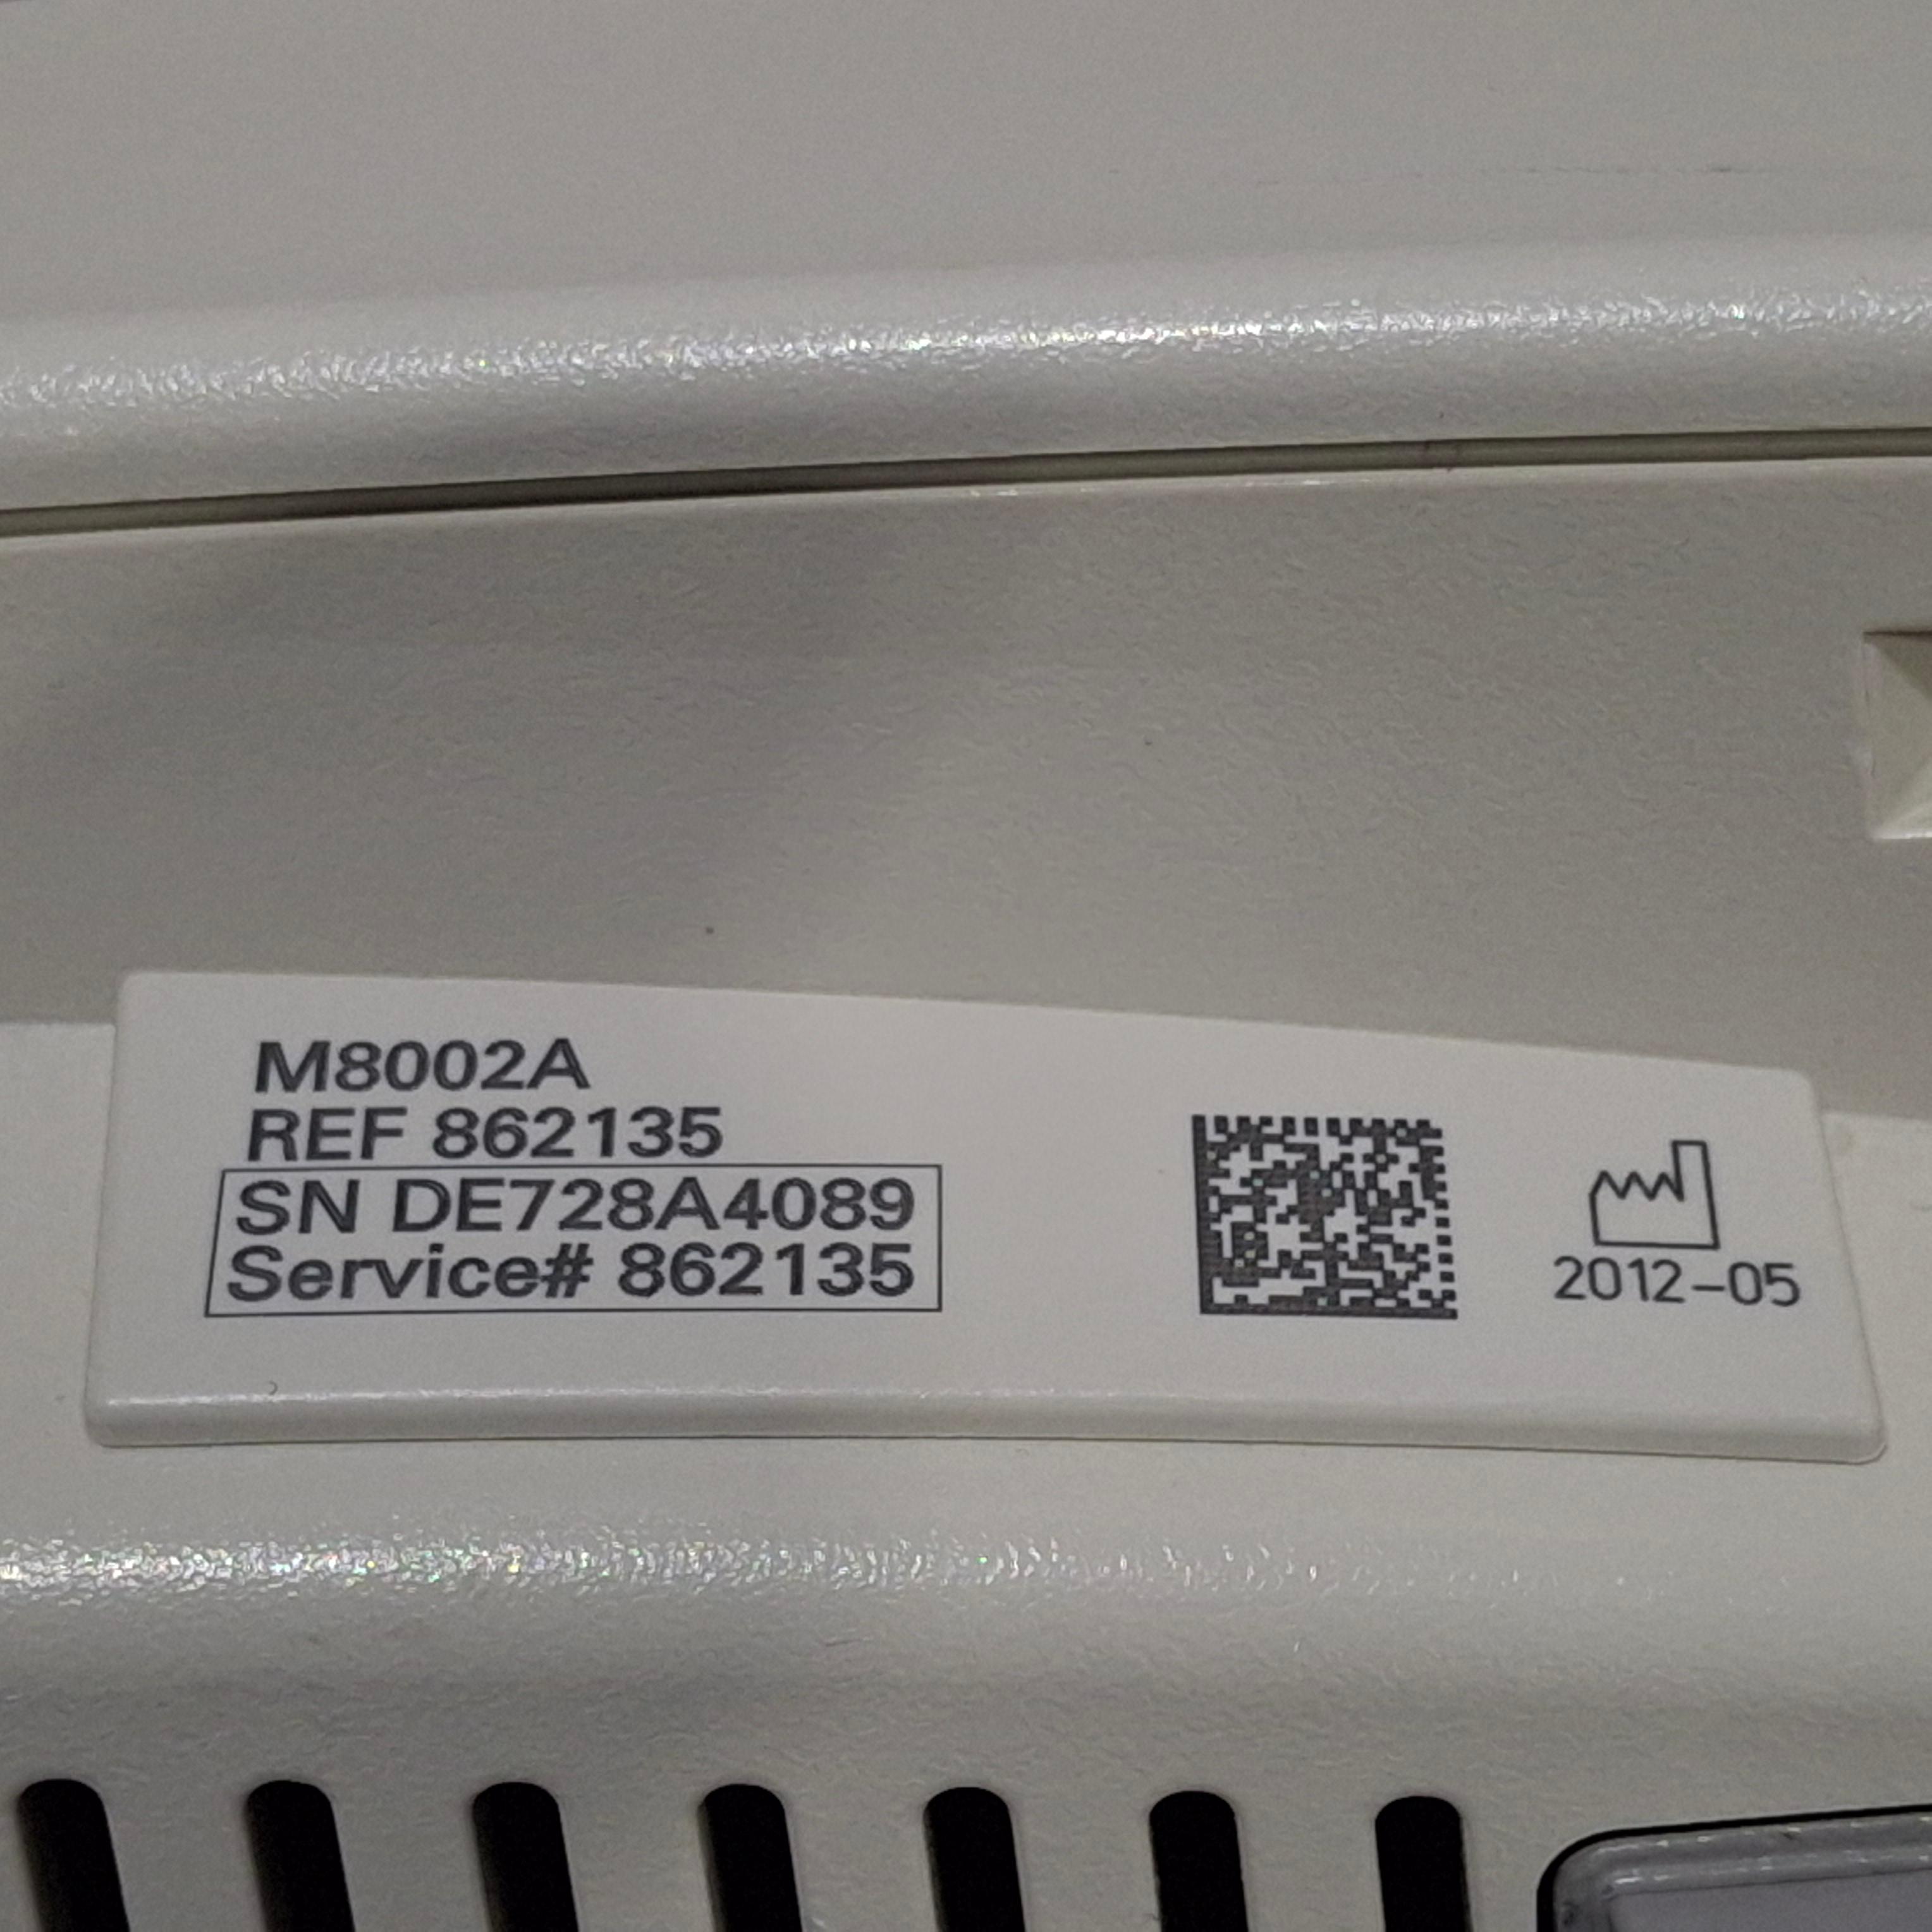 M8002A
REF 862135
SN DE728A4089
Service# 862135
2012-05